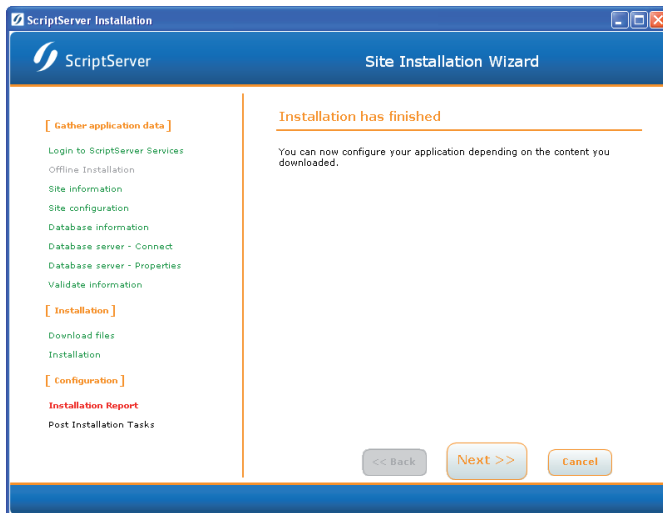 ScriptServer Installation
ScriptServer
Site Installation Wizard
[ Gather application data ]
Login to ScriptServer Services
Offline Installation
Site information
Site configuration
Database information
Database server - Connect
Database server - Properties
Validate information
[ Installation ]
Download files
Installation
[ Configuration ]
Installation Report
Post Installation Tasks
Installation has finished
You can now configure your application depending on the content you
downloaded.
<< Back
Next >>
Cancel